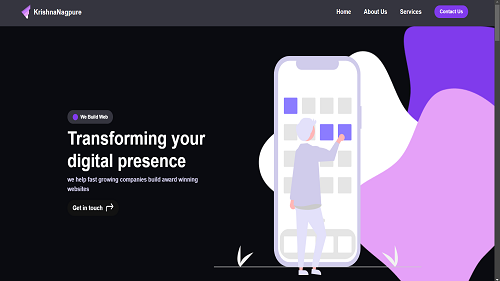 KrishnaNagpure
Home
About Us
Services
Contact Us
We Build Web
Transforming your
digital presence
we help fast growing companies build award winning
websites
Get in touch